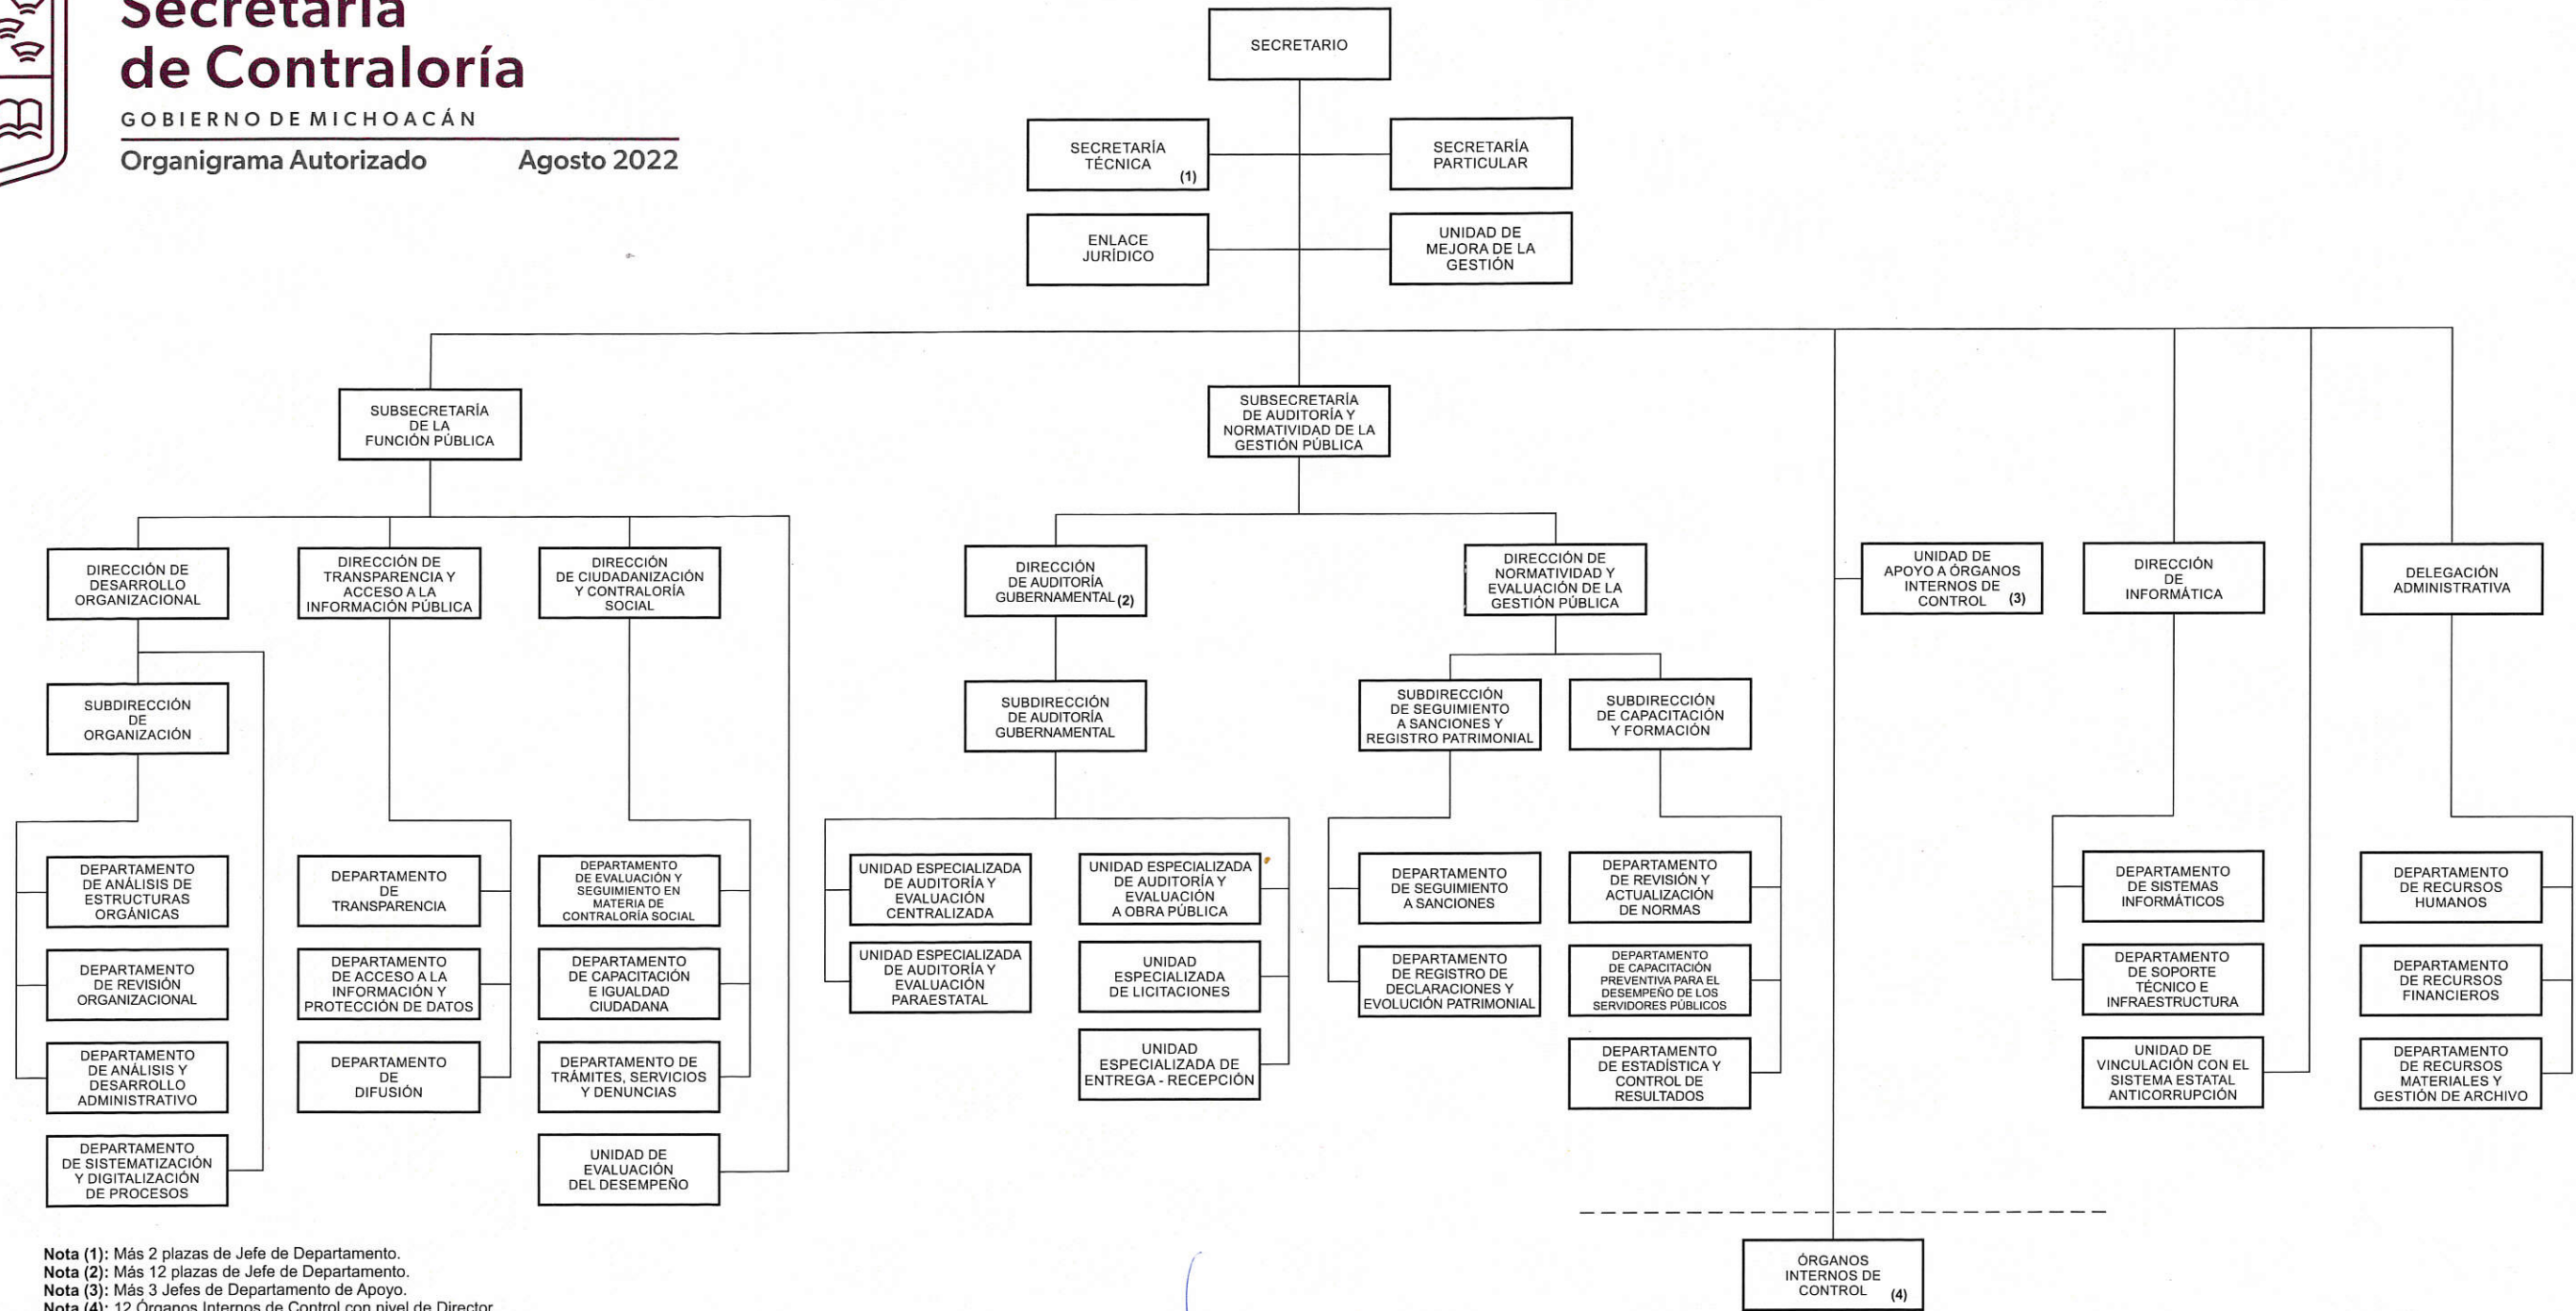 Secretaría
de Contraloría
GOBIERNO DE MICHOACÁN
Organigrama Autorizado Agosto 2022
SECRETARIO
SECRETARÍA
TÉCNICA
(1)
SECRETARÍA
PARTICULAR
ENLACE
JURÍDICO
UNIDAD DE
MEJORA DE LA
GESTIÓN
SUBSECRETARÍA
DE LA
FUNCIÓN PÚBLICA
SUBSECRETARÍA
DE AUDITORÍA Y
NORMATIVIDAD DE LA
GESTIÓN PÚBLICA
DIRECCIÓN DE
DESARROLLO
ORGANIZACIONAL
DIRECCIÓN DE
TRANSPARENCIA Y
ACCESO A LA
INFORMACIÓN PÚBLICA
DIRECCIÓN
DE CIUDADANIZACIÓN
Y CONTRALORÍA
SOCIAL
DIRECCIÓN
DE AUDITORÍA
GUBERNAMENTAL (2)
DIRECCIÓN DE
NORMATIVIDAD Y
EVALUACIÓN DE LA
GESTIÓN PÚBLICA
UNIDAD DE
APOYO A ÓRGANOS
INTERNOS DE
CONTROL (3)
DIRECCIÓN
DE
INFORMÁTICA
DELEGACIÓN
ADMINISTRATIVA
SUBDIRECCIÓN
DE
ORGANIZACIÓN
SUBDIRECCIÓN
DE AUDITORÍA
GUBERNAMENTAL
SUBDIRECCIÓN
DE SEGUIMIENTO
A SANCIONES Y
REGISTRO PATRIMONIAL
SUBDIRECCIÓN
DE CAPACITACIÓN
Y FORMACIÓN
DEPARTAMENTO
DE ANÁLISIS DE
ESTRUCTURAS
ORGÁNICAS
DEPARTAMENTO
DE
TRANSPARENCIA
DEPARTAMENTO
DE EVALUACIÓN Y
SEGUIMIENTO EN
MATERIA DE
CONTRALORÍA SOCIAL
UNIDAD ESPECIALIZADA
DE AUDITORÍA Y
EVALUACIÓN
CENTRALIZADA
UNIDAD ESPECIALIZADA
DE AUDITORÍA Y
EVALUACIÓN
A OBRA PÚBLICA
DEPARTAMENTO
DE SEGUIMIENTO
A SANCIONES
DEPARTAMENTO
DE REVISIÓN Y
ACTUALIZACIÓN
DE NORMAS
DEPARTAMENTO
DE SISTEMAS
INFORMÁTICOS
DEPARTAMENTO
DE RECURSOS
HUMANOS
DEPARTAMENTO
DE REVISIÓN
ORGANIZACIONAL
DEPARTAMENTO
DE ACCESO A LA
INFORMACIÓN Y
PROTECCIÓN DE DATOS
DEPARTAMENTO
DE CAPACITACIÓN
E IGUALDAD
CIUDADANA
UNIDAD ESPECIALIZADA
DE AUDITORÍA Y
EVALUACIÓN
PARAESTATAL
UNIDAD
ESPECIALIZADA
DE LICITACIONES
DEPARTAMENTO
DE REGISTRO DE
DECLARACIONES Y
EVOLUCIÓN PATRIMONIAL
DEPARTAMENTO
DE CAPACITACIÓN
PREVENTIVA PARA EL
DESEMPEÑO DE LOS
SERVIDORES PÚBLICOS
DEPARTAMENTO
DE SOPORTE
TÉCNICO E
INFRAESTRUCTURA
DEPARTAMENTO
DE RECURSOS
FINANCIEROS
DEPARTAMENTO
DE ANÁLISIS Y
DESARROLLO
ADMINISTRATIVO
DEPARTAMENTO
DE
DIFUSIÓN
DEPARTAMENTO DE
TRÁMITES, SERVICIOS
Y DENUNCIAS
UNIDAD
ESPECIALIZADA DE
ENTREGA - RECEPCIÓN
DEPARTAMENTO
DE ESTADÍSTICA Y
CONTROL DE
RESULTADOS
UNIDAD DE
VINCULACIÓN CON EL
SISTEMA ESTATAL
ANTICORRUPCIÓN
DEPARTAMENTO
DE RECURSOS
MATERIALES Y
GESTIÓN DE ARCHIVO
DEPARTAMENTO
DE SISTEMATIZACIÓN
Y DIGITALIZACIÓN
DE PROCESOS
UNIDAD DE
EVALUACIÓN
DEL DESEMPEÑO
ÓRGANOS
INTERNOS DE
CONTROL (4)
Nota (1): Más 2 plazas de Jefe de Departamento.
Nota (2): Más 12 plazas de Jefe de Departamento.
Nota (3): Más 3 Jefes de Departamento de Apoyo.
Nota (4): 12 Órganos Internos de Control con nivel de Director